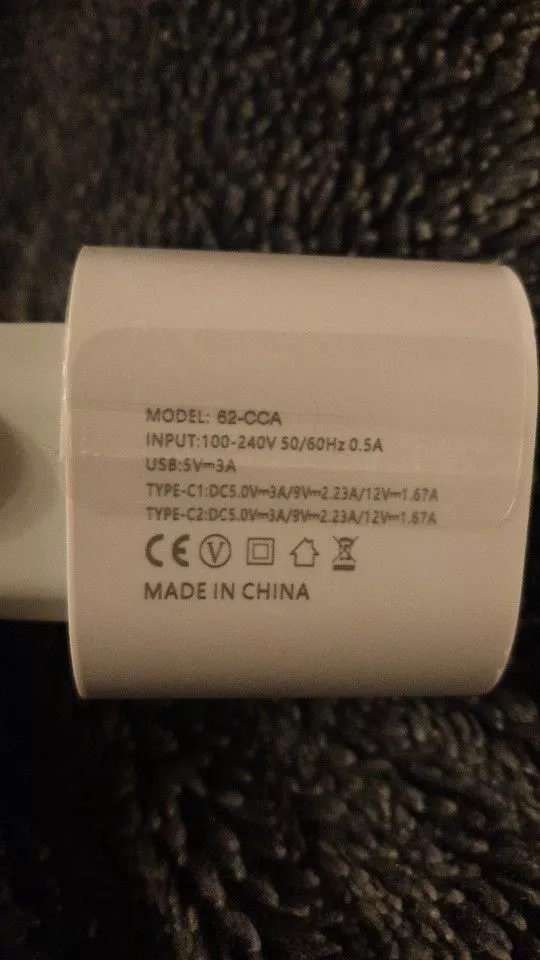 MODEL: 62-CCA
INPUT:100-240V 50/60Hz 0.5A
USB:5V⎓3A
TYPE-C1:DC5.0V⎓3A/9V⎓2.23A/12V⎓1.67A
TYPE-C2:DC5.0V⎓3A/9V⎓2.23A/12V⎓1.67A
CE V
MADE IN CHINA